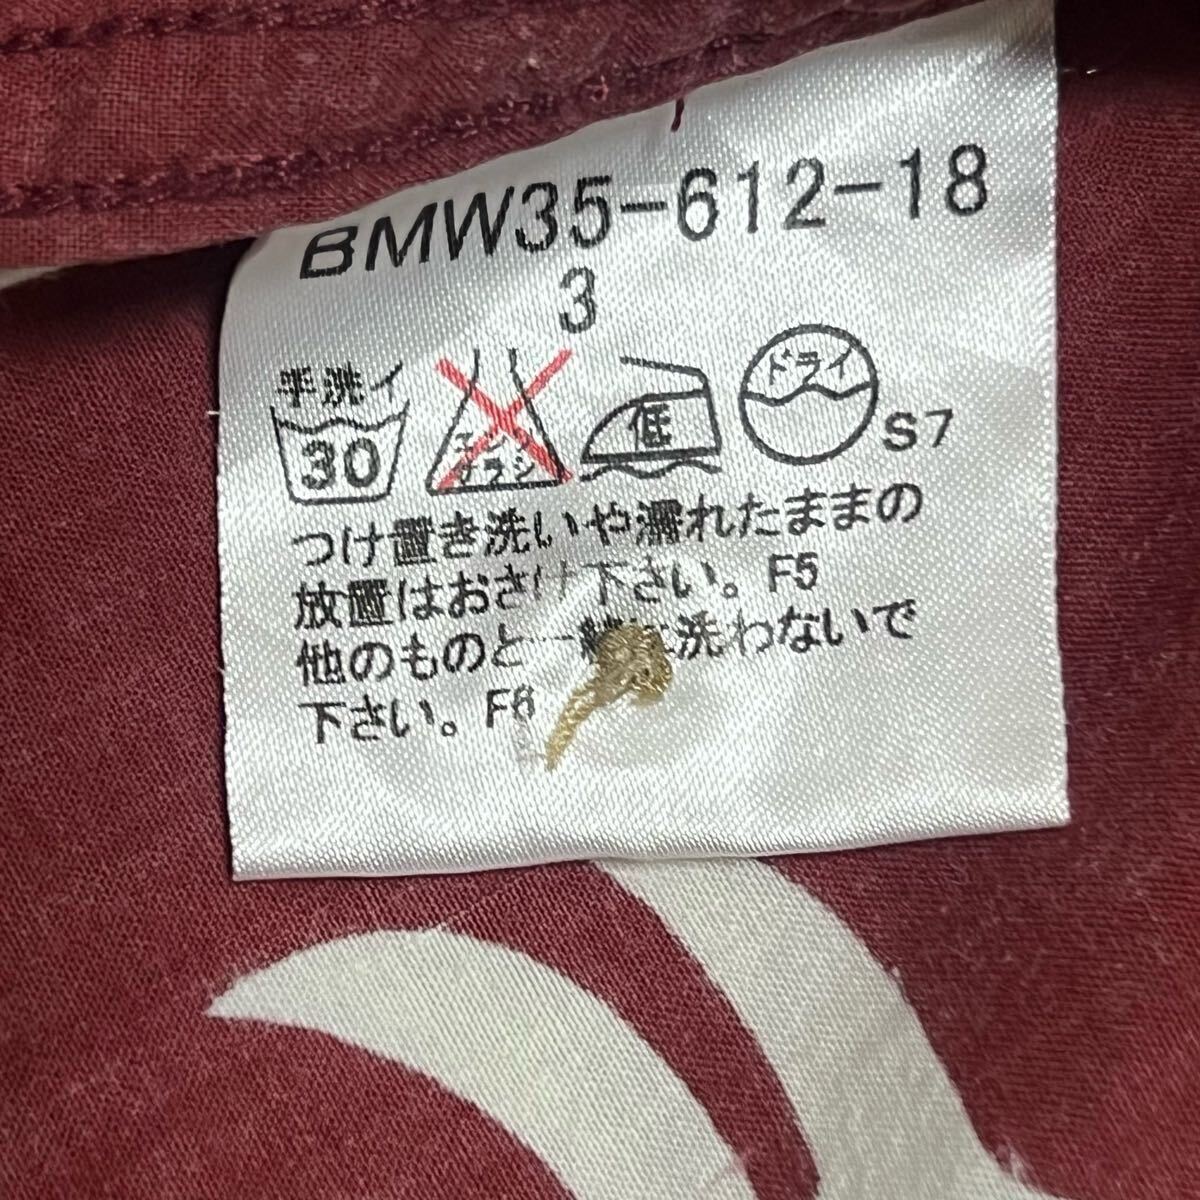 BMW35-612-18
3
手洗イ
30
エンソ
サラシ
低
ドライ
S7
つけ置き洗いや濡れたままの
放置はおさけ下さい。F5
他のものと一緒に洗わないで
下さい。F6